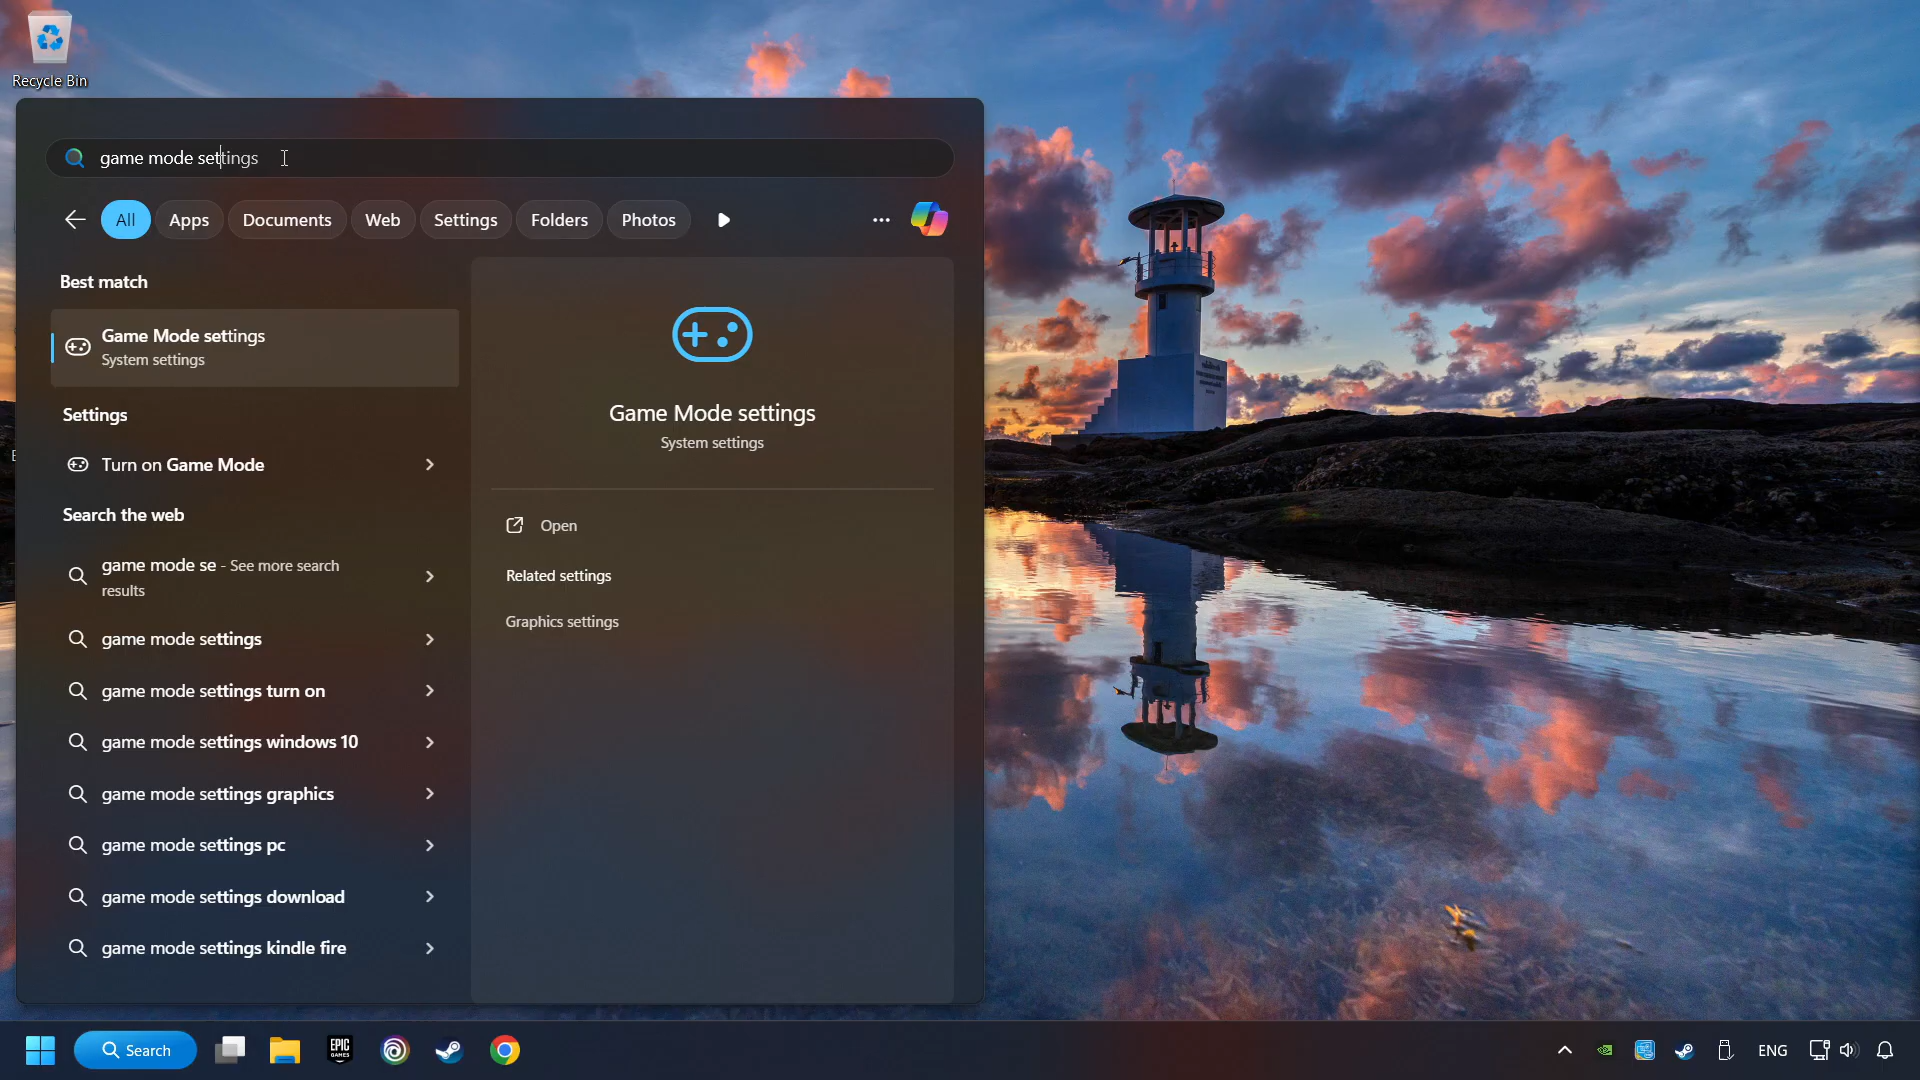 Recycle Bin
game mode settings
All
Apps
Documents
Web
Settings
Folders
Photos
Best match
Game Mode settings
System settings
Settings
Turn on Game Mode
Search the web
game mode se - See more search
results
game mode settings
game mode settings turn on
game mode settings windows 10
game mode settings graphics
game mode settings pc
game mode settings download
game mode settings kindle fire
Game Mode settings
System settings
Open
Related settings
Graphics settings
Search
EPIC
GAMES
ENG